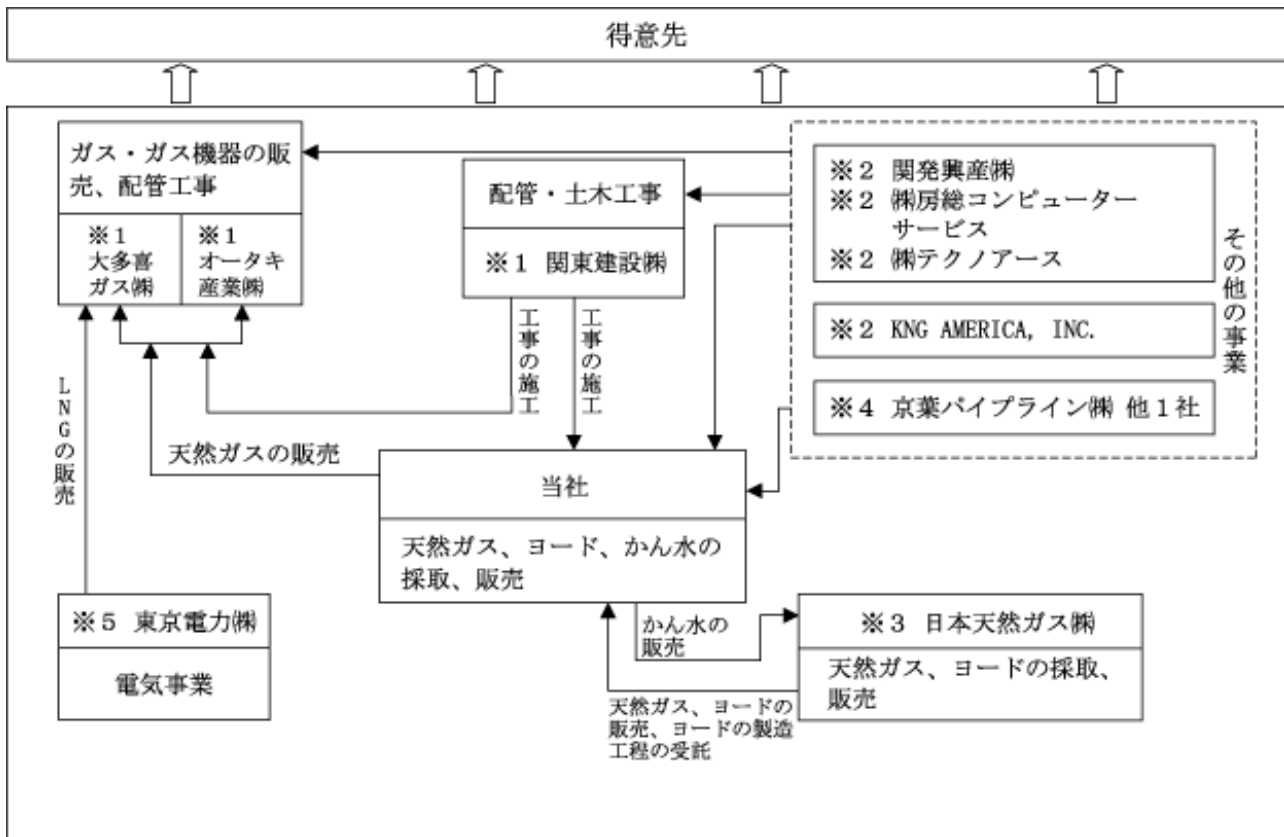 得意先
ガス・ガス機器の販
売、配管工事
※１
大多喜
ガス㈱
※１
オータキ
産業㈱
配管・土木工事
※１ 関東建設㈱
※２ 関発興産㈱
※２ ㈱房総コンピューター
サービス
※２ ㈱テクノアース
※２ KNG AMERICA, INC.
※４ 京葉パイプライン㈱ 他１社
その他の事業
工事の施工
工事の施工
LNGの販売
天然ガスの販売
当社
天然ガス、ヨード、かん水の
採取、販売
※５ 東京電力㈱
電気事業
かん水の
販売
※３ 日本天然ガス㈱
天然ガス、ヨードの採取、
販売
天然ガス、ヨードの
販売、ヨードの製造
工程の受託